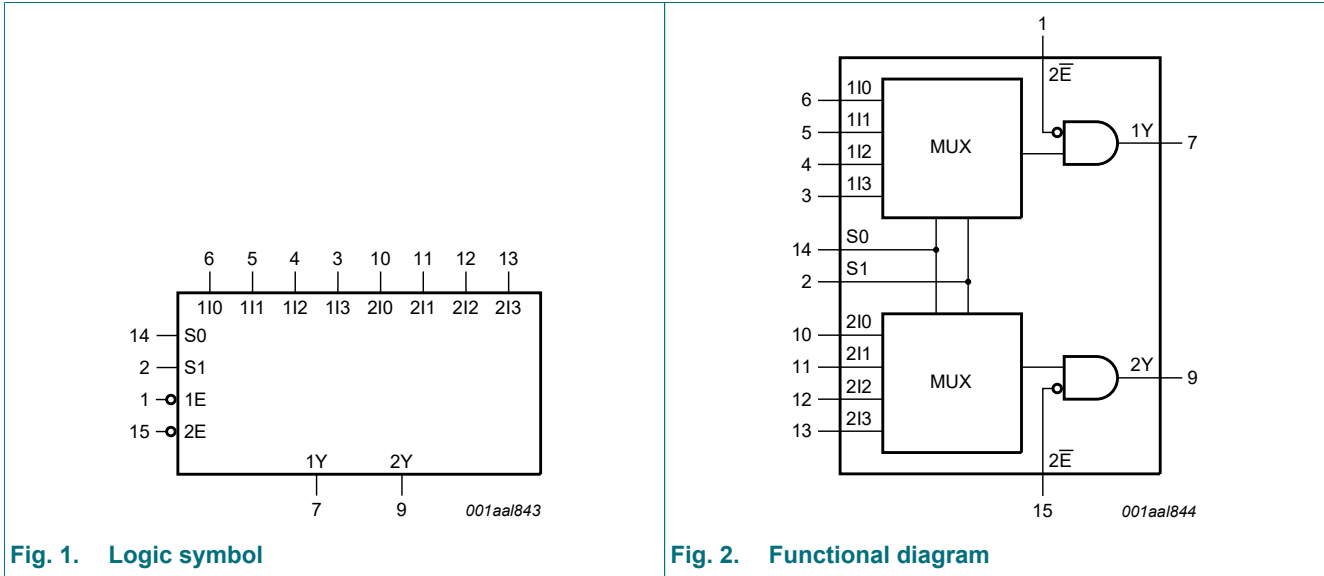 6 5 4 3 10 11 12 13
1I0 1I1 1I2 1I3 2I0 2I1 2I2 2I3
14 S0
2 S1
1 1E
15 2E
1Y 2Y
7 9 001aal843
Fig. 1. Logic symbol
1
2E̅
6 1I0
5 1I1
4 1I2
3 1I3
MUX
1Y 7
14 S0
2 S1
10 2I0
11 2I1
12 2I2
13 2I3
MUX
2Y 9
2E̅
15 001aal844
Fig. 2. Functional diagram